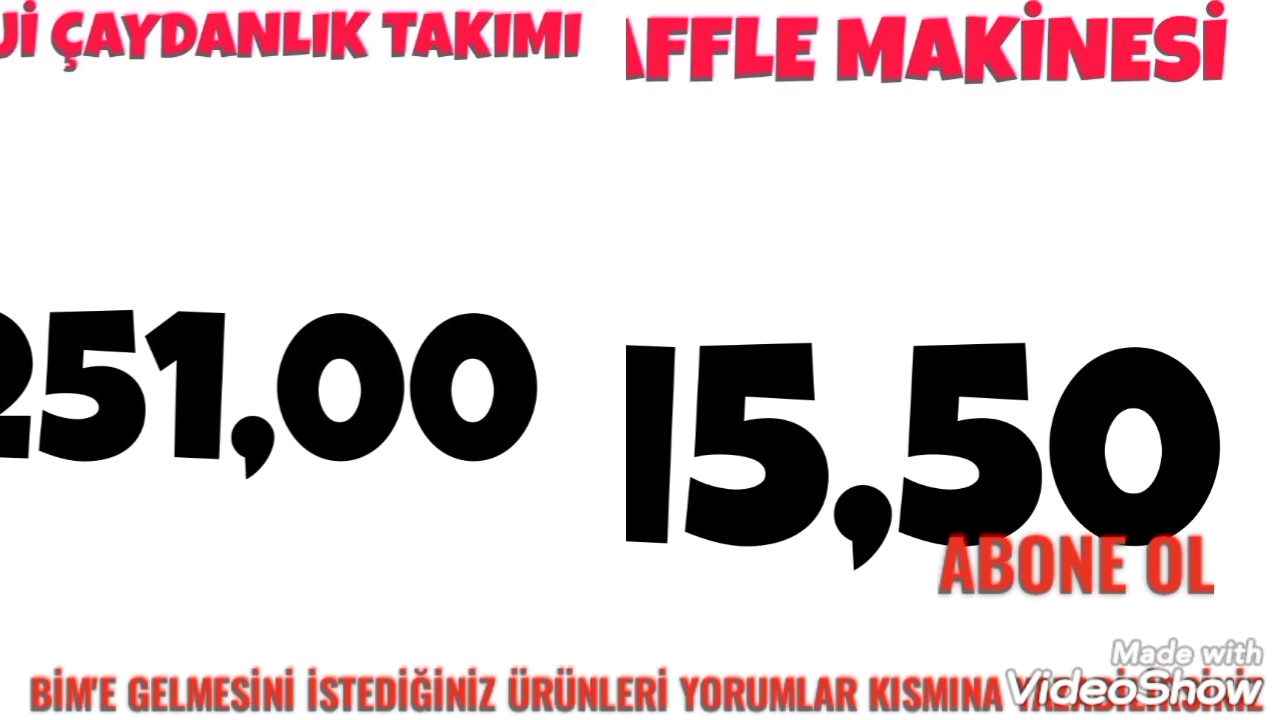 Jİ ÇAYDANLIK TAKIMI
AFFLE MAKİNESİ
251,00
15,50
ABONE OL
Made with
VideoShow
BİM'E GELMESİNİ İSTEDİĞİNİZ ÜRÜNLERİ YORUMLAR KISMINA